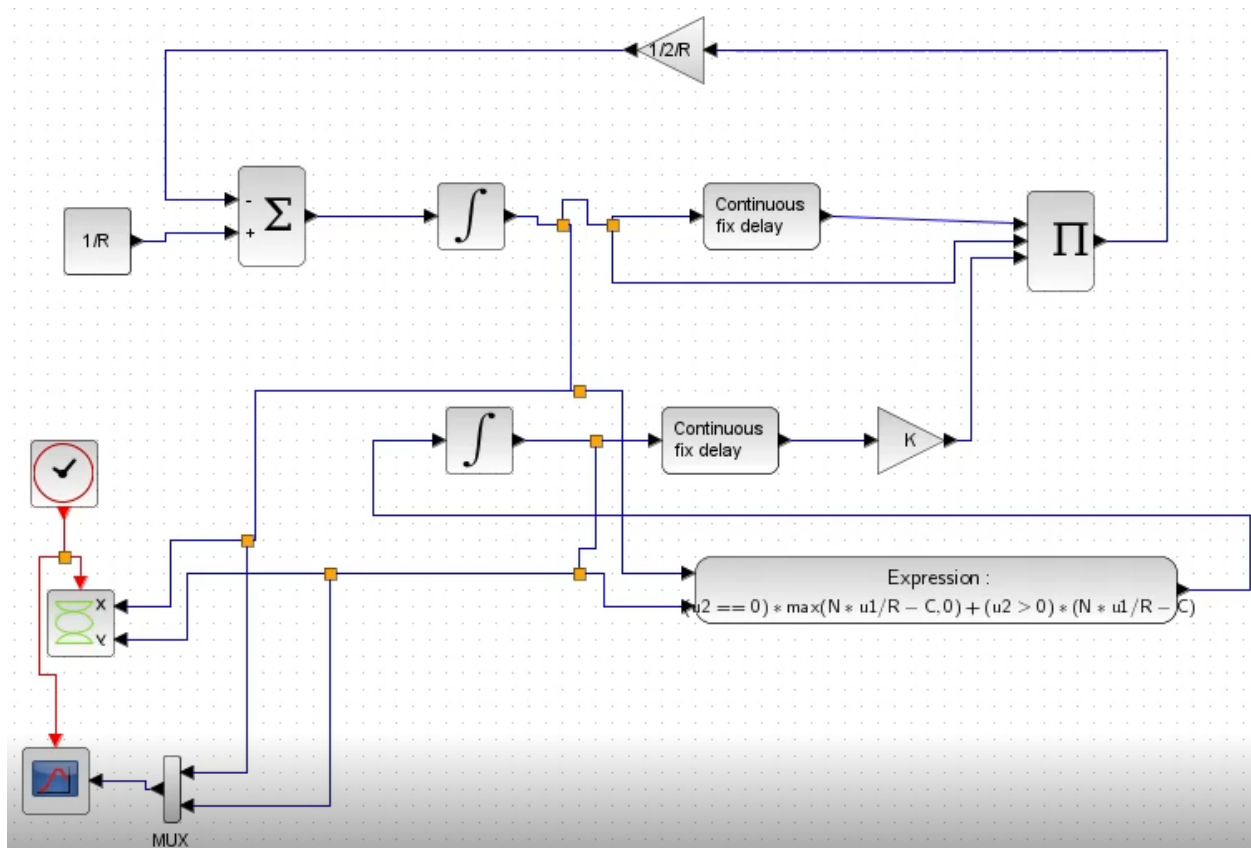 1/2/R
-
+
Σ
∫
Continuous
fix delay
Π
1/R
∫
Continuous
fix delay
K
Expression :
(u2 == 0) * max(N * u1/R − C, 0) + (u2 > 0) * (N * u1/R − C)
X
Y
MUX